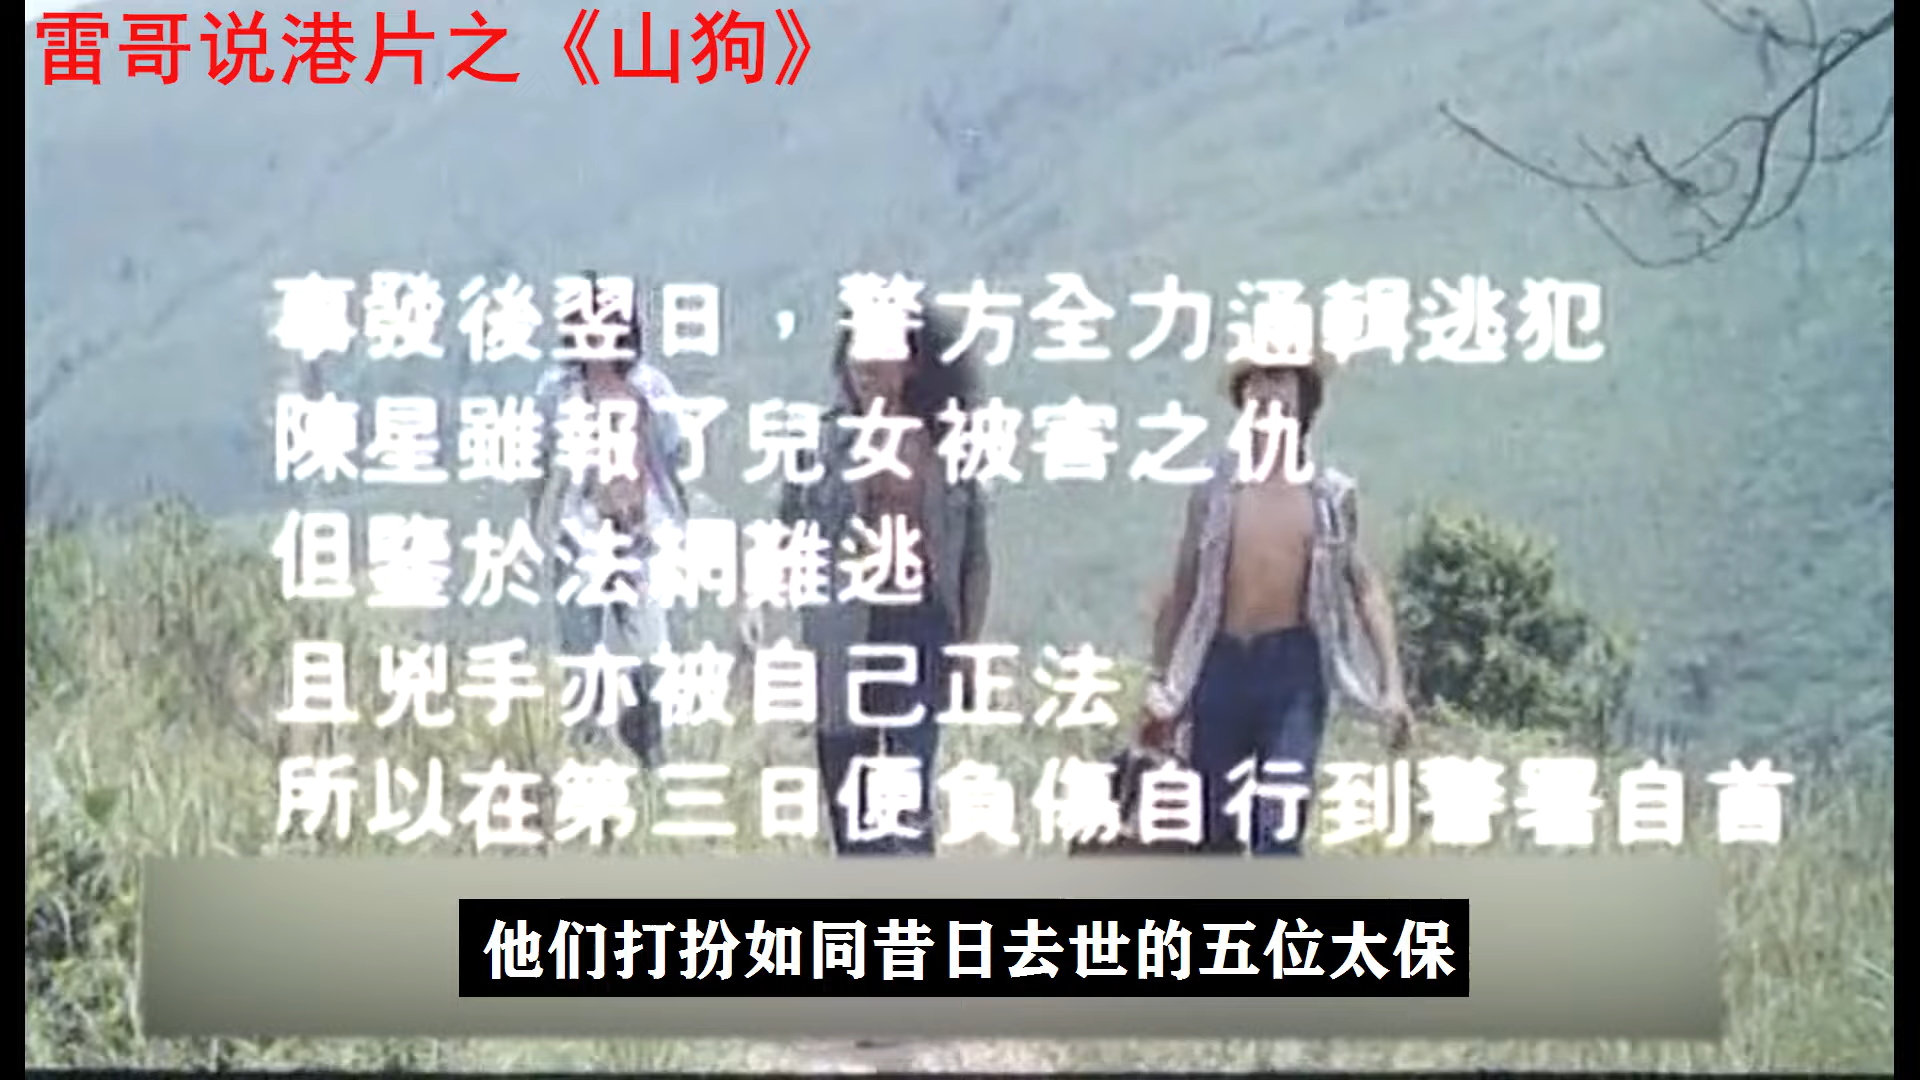 雷哥说港片之《山狗》
事發後翌日，警方全力通輯逃犯
陳星雖報了兒女被害之仇
但鑒於法網難逃
且兇手亦被自己正法
所以在第三日便負傷自行到警署自首
他们打扮如同昔日去世的五位太保